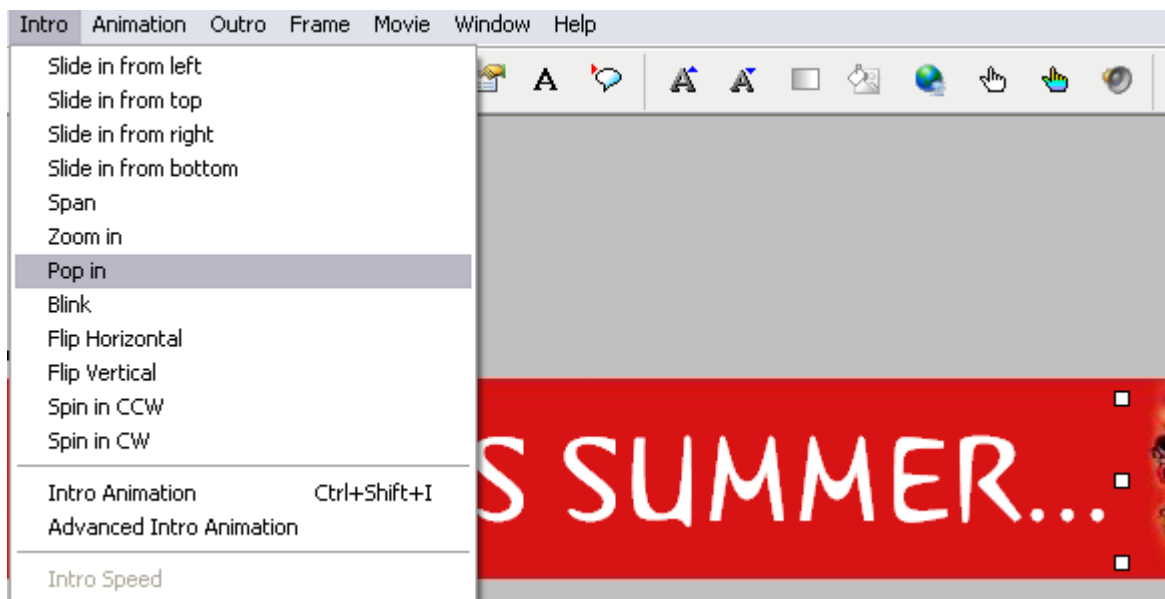 Intro Animation Outro Frame Movie Window Help
Slide in from left
Slide in from top
Slide in from right
Slide in from bottom
Span
Zoom in
Pop in
Blink
Flip Horizontal
Flip Vertical
Spin in CCW
Spin in CW
Intro Animation Ctrl+Shift+I
Advanced Intro Animation
Intro Speed
A A A
S SUMMER...